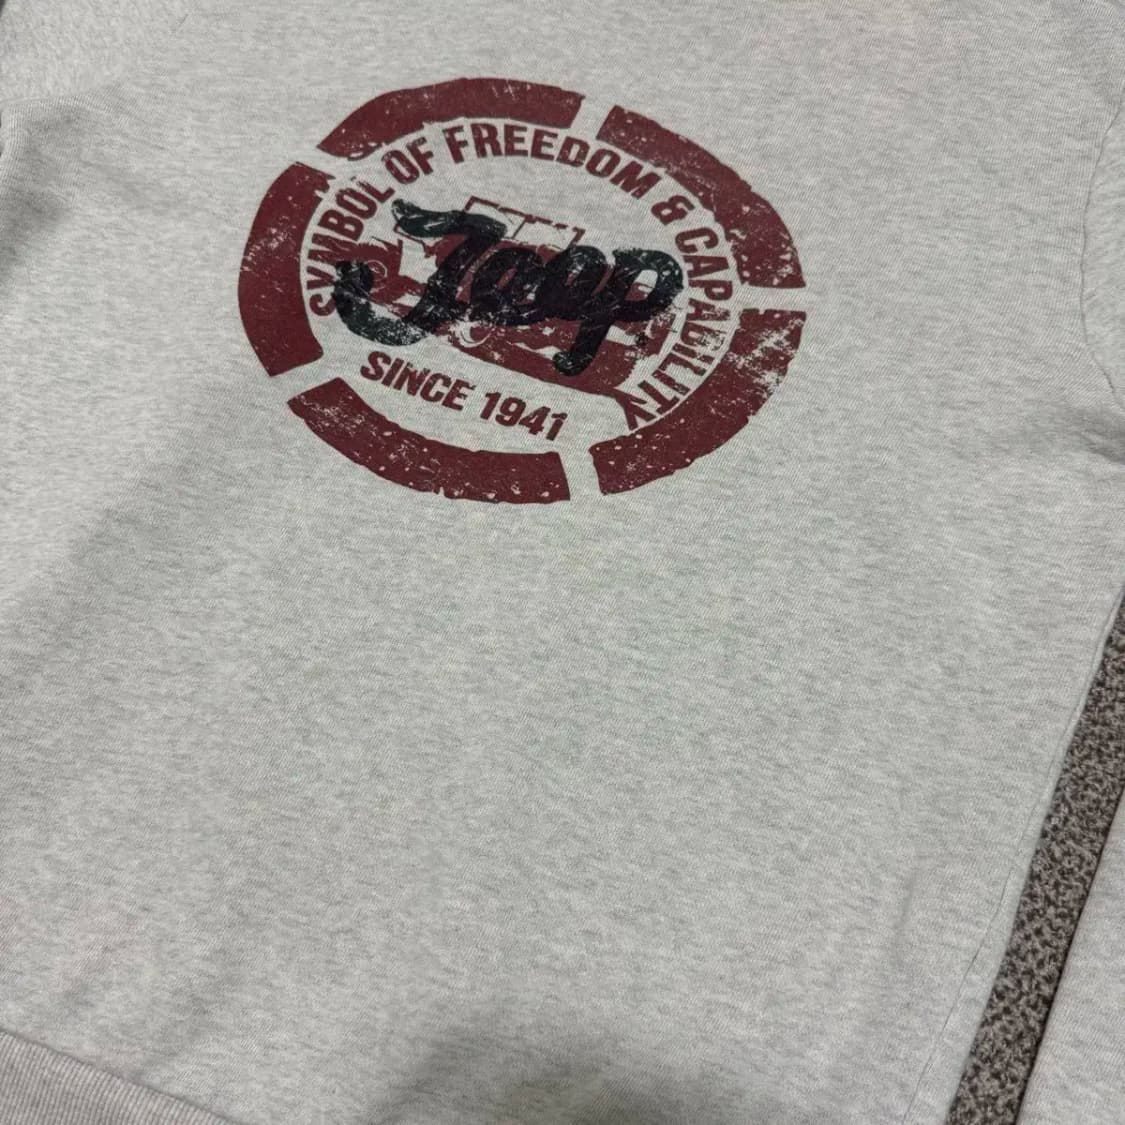 SYMBOL OF FREEDOM & CAPABILITY
Jeep
SINCE 1941